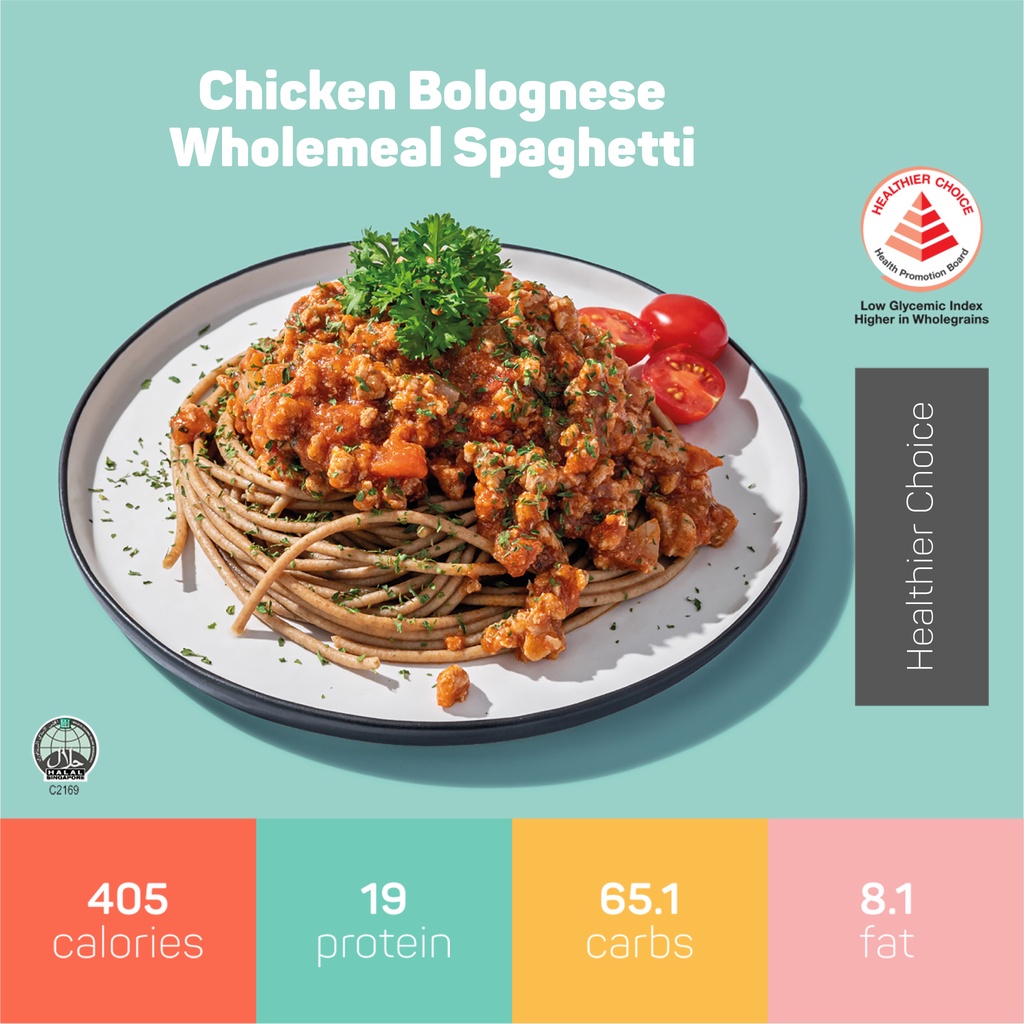 Chicken Bolognese
Wholemeal Spaghetti
HEALTHIER CHOICE
Health Promotion Board
Low Glycemic Index
Higher in Wholegrains
Healthier Choice
حلال
HALAL
SINGAPORE
C2169
405
calories
19
protein
65.1
carbs
8.1
fat